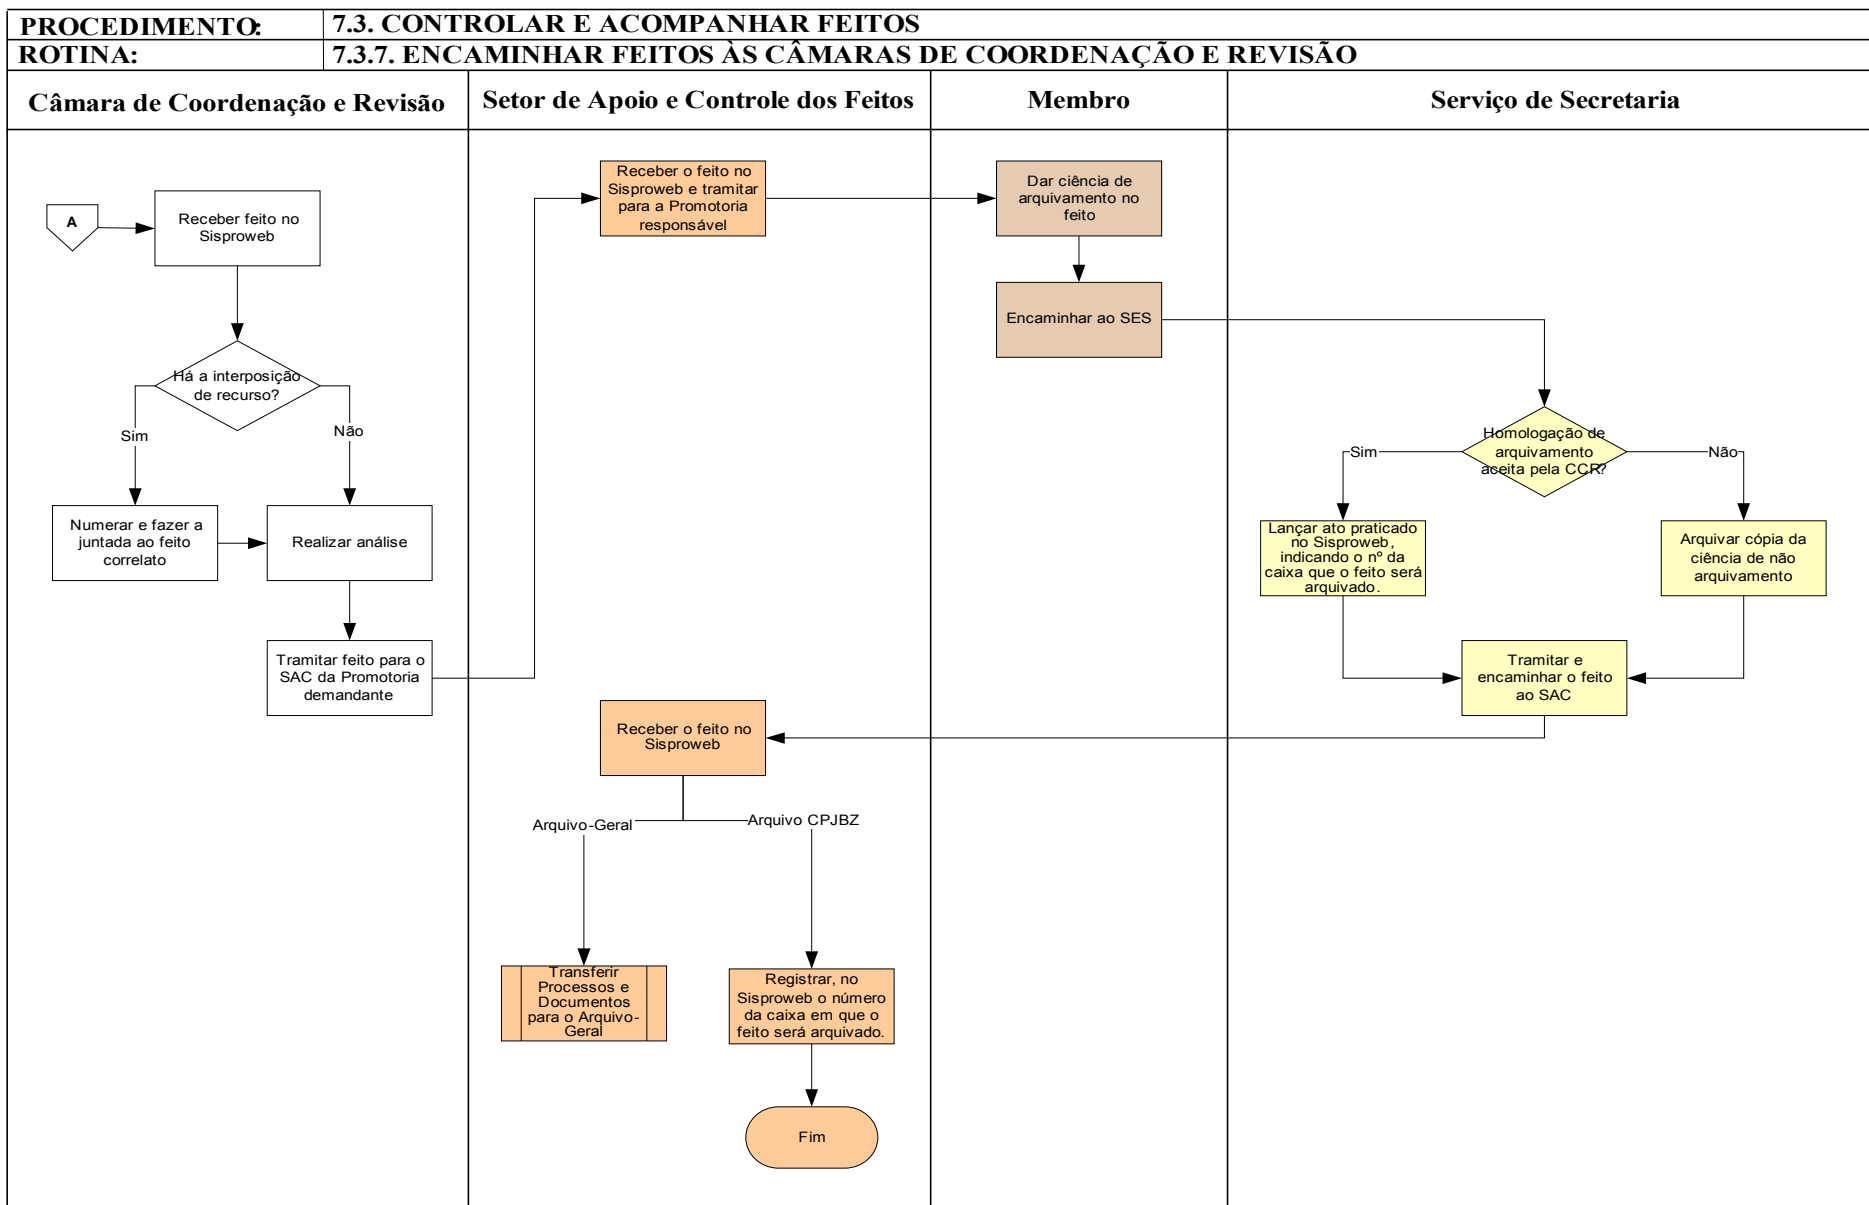 PROCEDIMENTO:
7.3. CONTROLAR E ACOMPANHAR FEITOS
ROTINA:
7.3.7. ENCAMINHAR FEITOS ÀS CÂMARAS DE COORDENAÇÃO E REVISÃO
Câmara de Coordenação e Revisão
Setor de Apoio e Controle dos Feitos
Membro
Serviço de Secretaria
A
Receber feito no
Sisproweb
Há a interposição
de recurso?
Sim
Não
Numerar e fazer a
juntada ao feito
correlato
Realizar análise
Tramitar feito para o
SAC da Promotoria
demandante
Receber o feito no
Sisproweb e tramitar
para a Promotoria
responsável
Dar ciência de
arquivamento no
feito
Encaminhar ao SES
Homologação de
arquivamento
aceita pela CCR?
Sim
Não
Lançar ato praticado
no Sisproweb,
indicando o nº da
caixa que o feito será
arquivado.
Arquivar cópia da
ciência de não
arquivamento
Tramitar e
encaminhar o feito
ao SAC
Receber o feito no
Sisproweb
Arquivo-Geral
Arquivo CPJBZ
Transferir
Processos e
Documentos
para o Arquivo-
Geral
Registrar, no
Sisproweb o número
da caixa em que o
feito será arquivado.
Fim